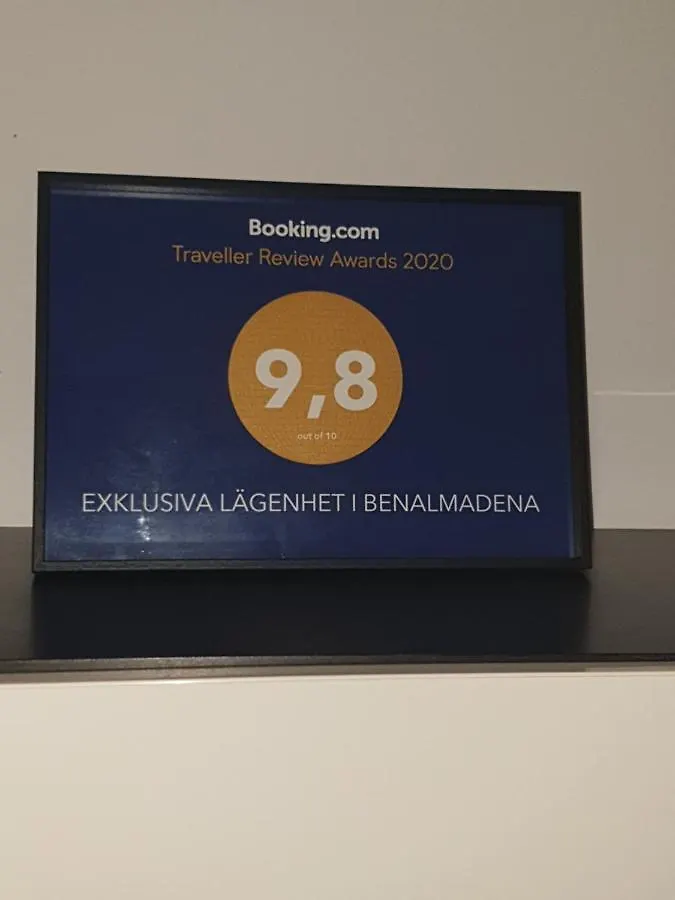 Booking.com
Traveller Review Awards 2020
9,8
out of 10
EXKLUSIVA LÄGENHET I BENALMADENA